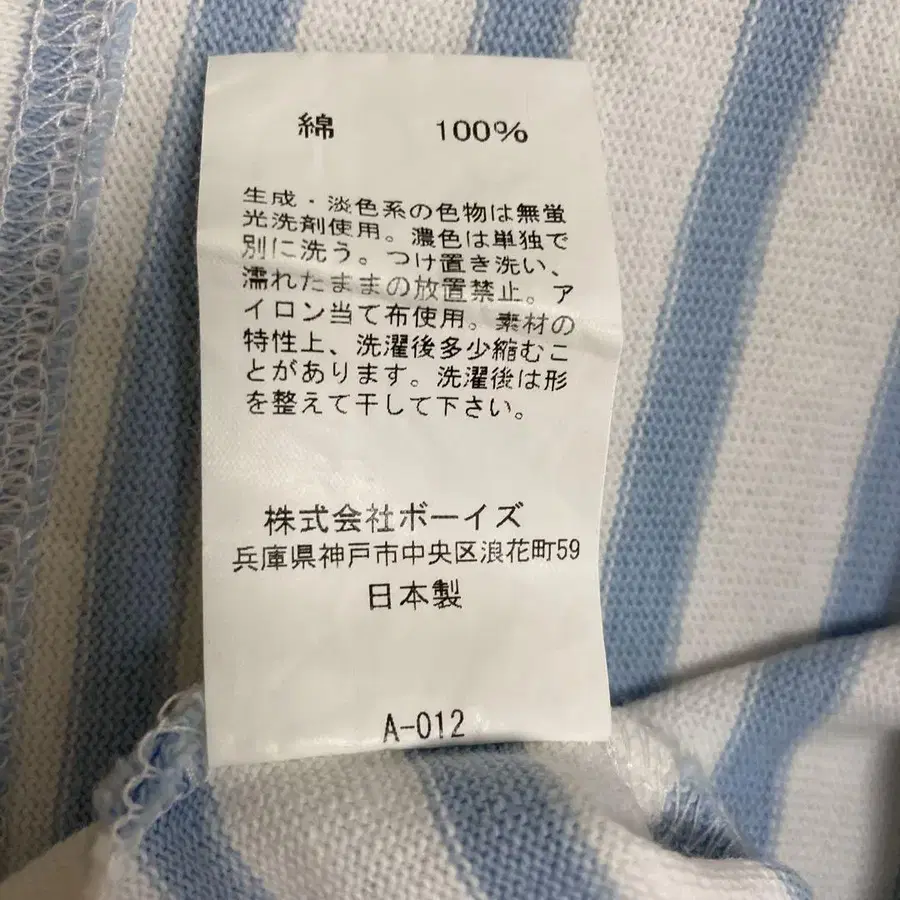 綿 100%
生成・淡色系の色物は無蛍
光洗剤使用。濃色は単独で
別に洗う。つけ置き洗い、
濡れたままの放置禁止。ア
イロン当て布使用。素材の
特性上、洗濯後多少縮むこ
とがあります。洗濯後は形
を整えて干して下さい。
株式会社ボーイズ
兵庫県神戸市中央区浪花町59
日本製
A-012